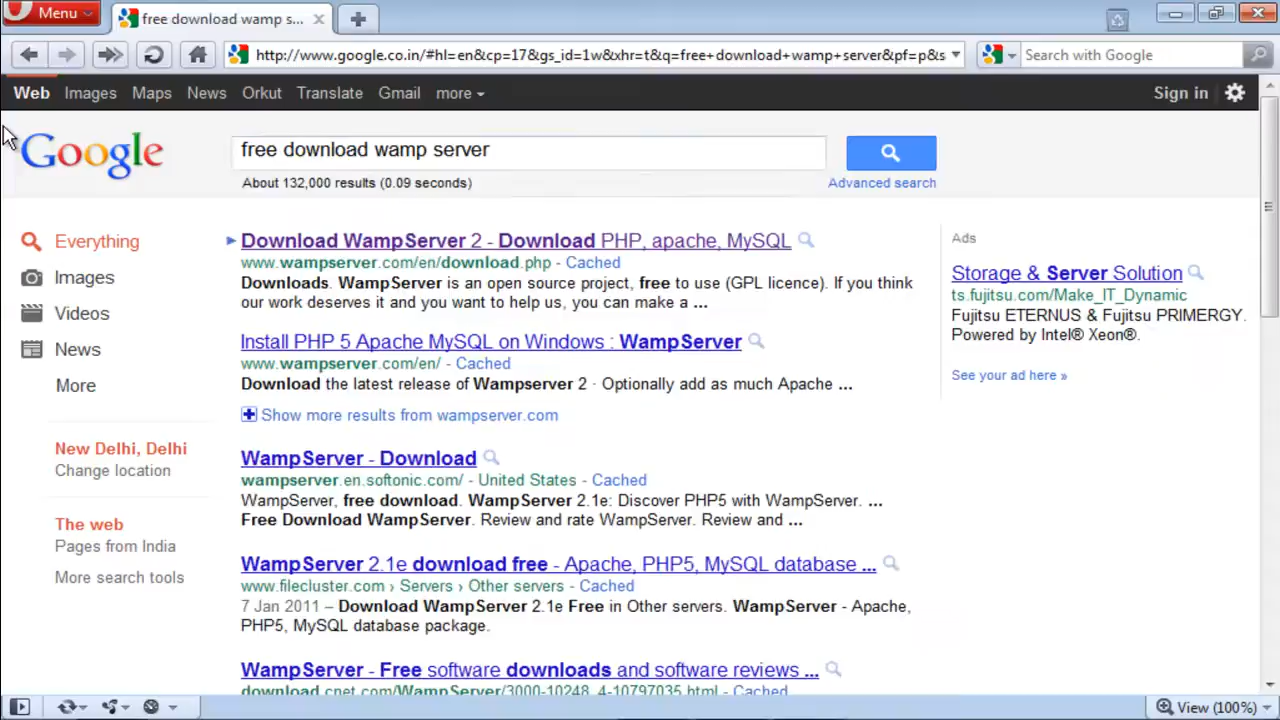 Menu
free download wamp s...
http://www.google.co.in/#hl=en&cp=17&gs_id=1w&xhr=t&q=free+download+wamp+server&pf=p&s
Search with Google
Web Images Maps News Orkut Translate Gmail more
Sign in
Google
free download wamp server
About 132,000 results (0.09 seconds)
Advanced search
Everything
Images
Videos
News
More
New Delhi, Delhi
Change location
The web
Pages from India
More search tools
Download WampServer 2 - Download PHP, apache, MySQL
www.wampserver.com/en/download.php - Cached
Downloads. WampServer is an open source project, free to use (GPL licence). If you think
our work deserves it and you want to help us, you can make a ...
Install PHP 5 Apache MySQL on Windows : WampServer
www.wampserver.com/en/ - Cached
Download the latest release of Wampserver 2 · Optionally add as much Apache ...
Show more results from wampserver.com
WampServer - Download
wampserver.en.softonic.com/ - United States - Cached
WampServer, free download. WampServer 2.1e: Discover PHP5 with WampServer. ...
Free Download WampServer. Review and rate WampServer. Review and ...
WampServer 2.1e download free - Apache, PHP5, MySQL database ...
www.filecluster.com › Servers › Other servers - Cached
7 Jan 2011 – Download WampServer 2.1e Free in Other servers. WampServer - Apache,
PHP5, MySQL database package.
WampServer - Free software downloads and software reviews ...
download.cnet.com/WampServer/3000-10248_4-10797035.html - Cached
Ads
Storage & Server Solution
ts.fujitsu.com/Make_IT_Dynamic
Fujitsu ETERNUS & Fujitsu PRIMERGY.
Powered by Intel® Xeon®.
See your ad here »
View (100%)